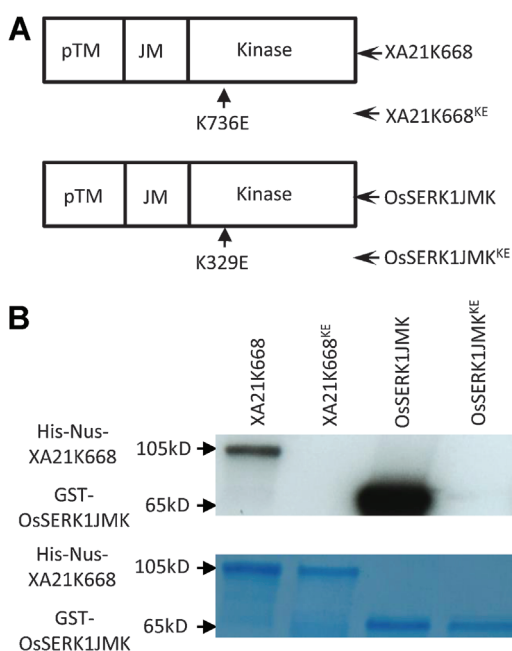 A
pTM JM Kinase XA21K668
K736E
XA21K668KE
pTM JM Kinase OsSERK1JMK
K329E
OsSERK1JMKKE
B
XA21K668 XA21K668KE OsSERK1JMK OsSERK1JMKKE
His-Nus-
XA21K668 105kD
GST-
OsSERK1JMK 65kD
His-Nus-
XA21K668 105kD
GST-
OsSERK1JMK 65kD